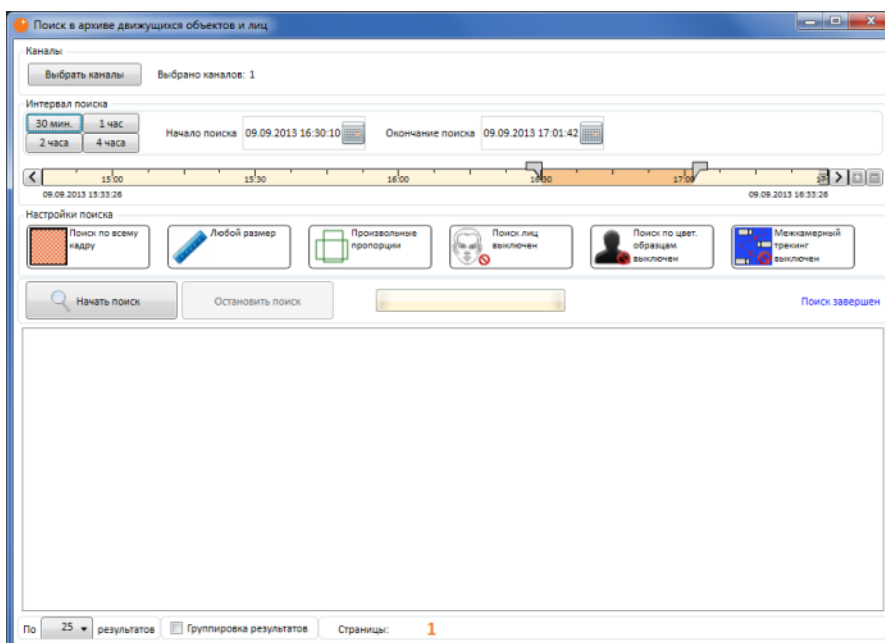 Поиск в архиве движущихся объектов и лиц
Каналы
Выбрать каналы Выбрано каналов: 1
Интервал поиска
30 мин. 1 час
2 часа 4 часа
Начало поиска 09.09.2013 16:30:10 Окончание поиска 09.09.2013 17:01:42
15:00 15:30 16:00 16:30 17:00
09.09.2013 15:33:26 09.09.2013 16:33:26
Настройки поиска
Поиск по всему кадру
Любой размер
Произвольные пропорции
Поиск лиц выключен
Поиск по цвет. образцам выключен
Межкамерный трекинг выключен
Начать поиск Остановить поиск Поиск завершен
По 25 результатов Группировка результатов Страницы: 1